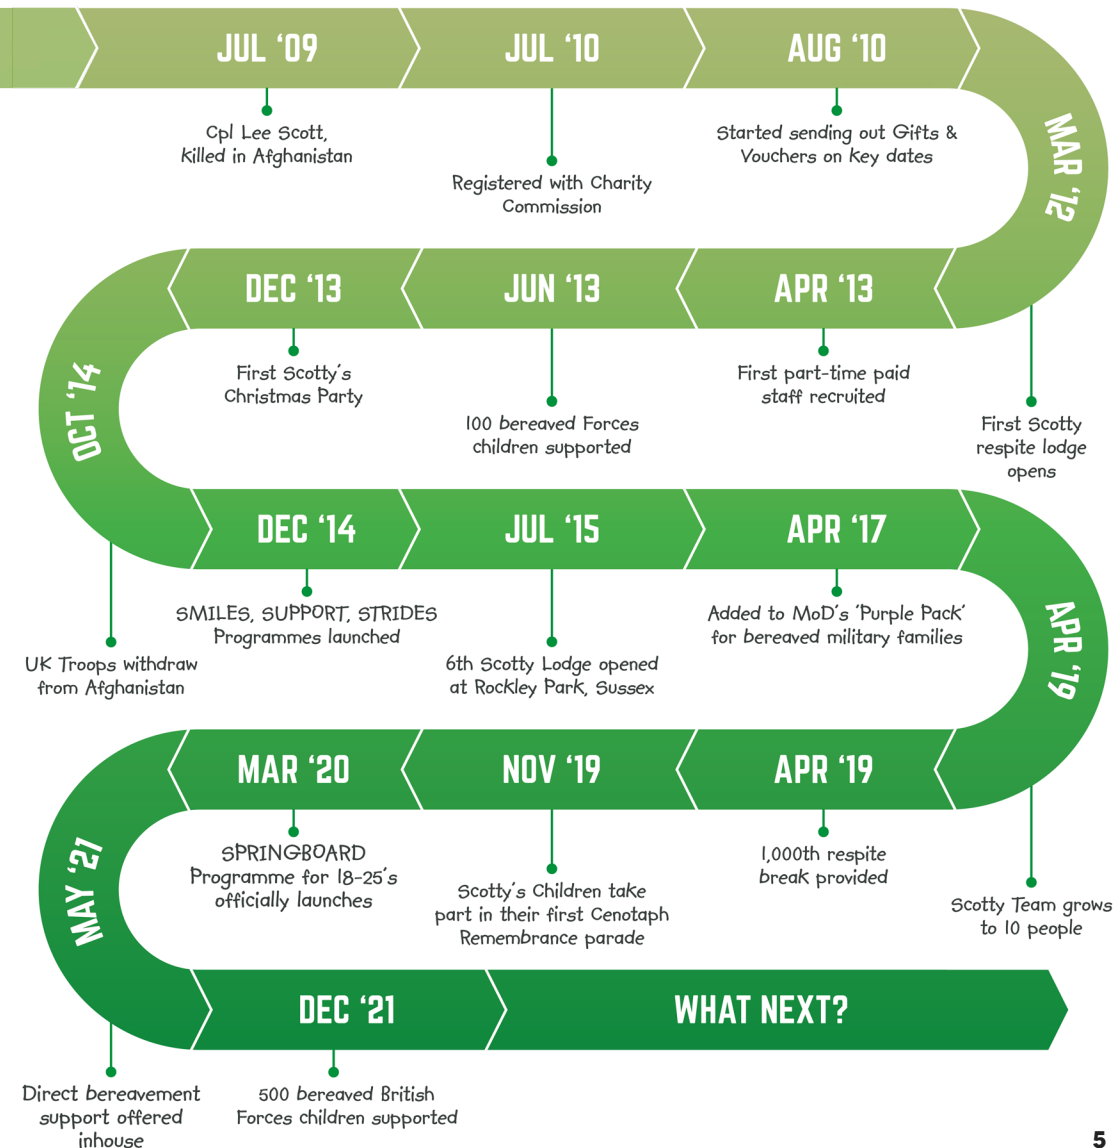 JUL ‘09
Cpl Lee Scott,
killed in Afghanistan
JUL ‘10
Registered with Charity
Commission
AUG ‘10
Started sending out Gifts &
Vouchers on key dates
MAR ‘12
First Scotty
respite lodge
opens
APR ‘13
First part-time paid
staff recruited
JUN ‘13
100 bereaved Forces
children supported
DEC ‘13
First Scotty’s
Christmas Party
OCT ‘14
UK Troops withdraw
from Afghanistan
DEC ‘14
SMILES, SUPPORT, STRIDES
Programmes launched
JUL ‘15
6th Scotty Lodge opened
at Rockley Park, Sussex
APR ‘17
Added to MoD’s ‘Purple Pack’
for bereaved military families
APR ‘19
Scotty Team grows
to 10 people
APR ‘19
1,000th respite
break provided
NOV ‘19
Scotty’s Children take
part in their first Cenotaph
Remembrance parade
MAR ‘20
SPRINGBOARD
Programme for 18-25’s
officially launches
MAY ‘21
Direct bereavement
support offered
inhouse
DEC ‘21
500 bereaved British
Forces children supported
WHAT NEXT?
5